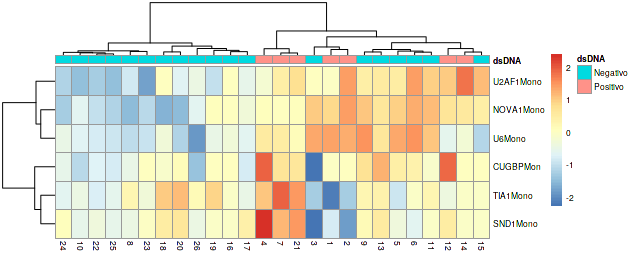 dsDNA
dsDNA
Negativo
Positivo
U2AF1Mono
NOVA1Mono
U6Mono
CUGBPMon
TIA1Mono
SND1Mono
2
1
0
-1
-2
24 10 22 25 8 23 18 20 26 19 16 17 4 7 21 3 1 2 9 13 5 6 11 12 14 15